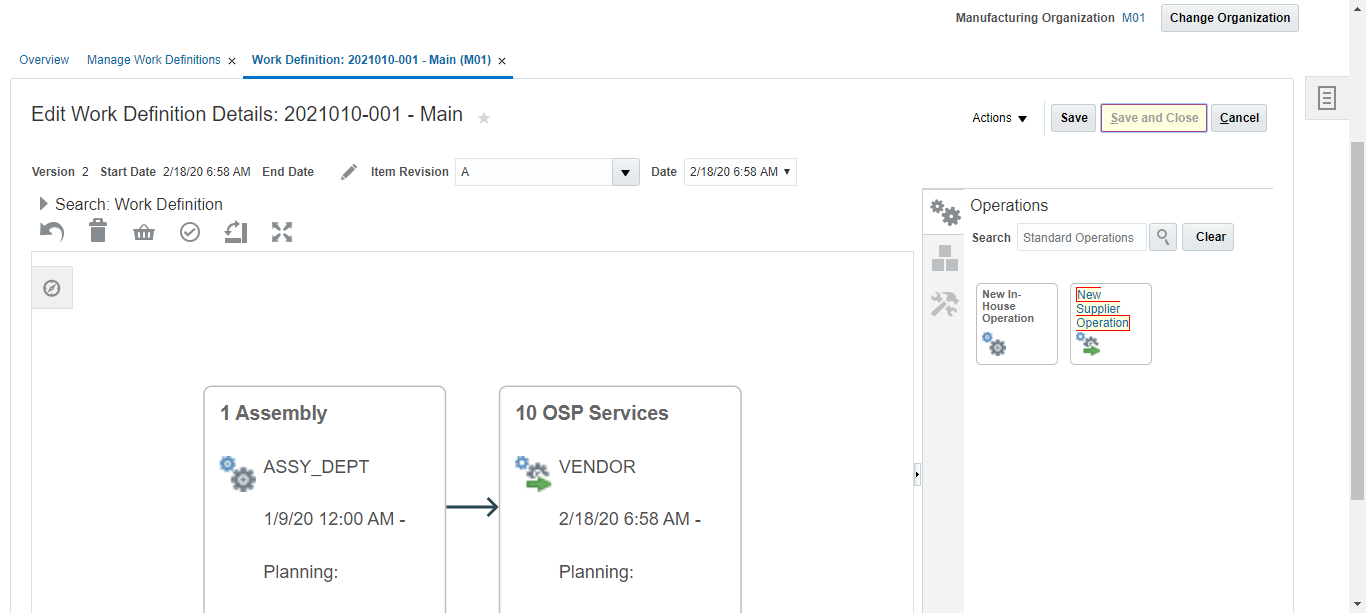 Manufacturing Organization M01 Change Organization
Overview Manage Work Definitions × Work Definition: 2021010-001 - Main (M01) ×
Edit Work Definition Details: 2021010-001 - Main
Actions Save Save and Close Cancel
Version 2 Start Date 2/18/20 6:58 AM End Date Item Revision A Date 2/18/20 6:58 AM
Search: Work Definition
Operations
Search Standard Operations Clear
New In-
House
Operation
New
Supplier
Operation
1 Assembly
ASSY_DEPT
1/9/20 12:00 AM -
Planning:
10 OSP Services
VENDOR
2/18/20 6:58 AM -
Planning: